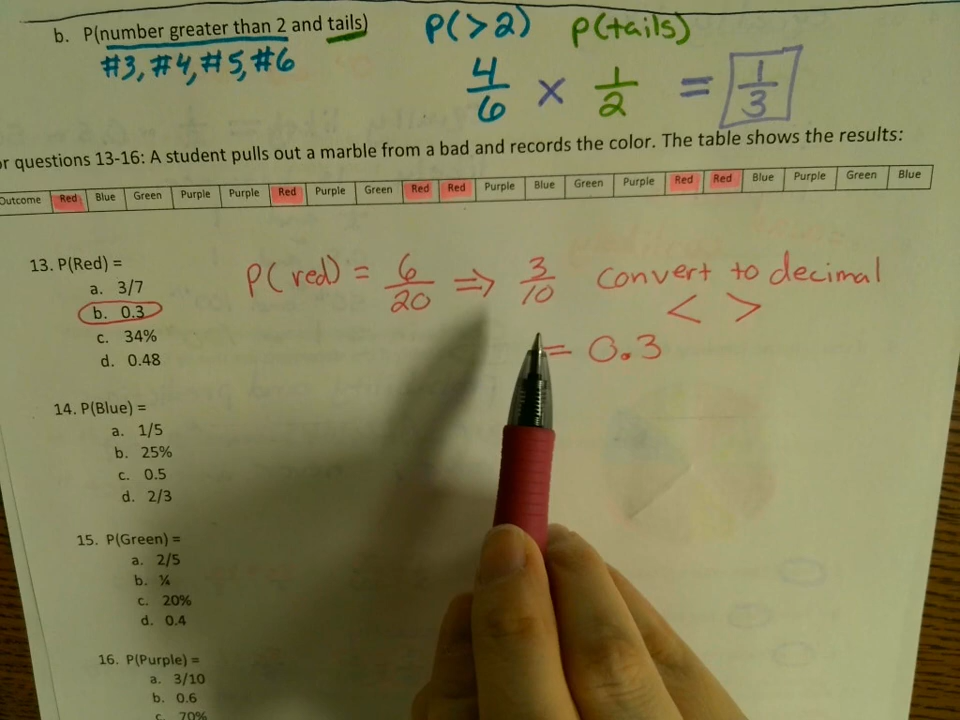 b. P(number greater than 2 and tails) P(>2) P(tails)
#3, #4, #5, #6 4/6 x 1/2 = 1/3
or questions 13-16: A student pulls out a marble from a bad and records the color. The table shows the results:
Outcome Red Blue Green Purple Purple Red Purple Green Red Red Purple Blue Green Purple Red Red Blue Purple Green Blue
13. P(Red) = P(red) = 6/20 ⇒ 3/10 convert to decimal
a. 3/7
< >
b. 0.3
c. 34% = 0.3
d. 0.48
14. P(Blue) =
a. 1/5
b. 25%
c. 0.5
d. 2/3
15. P(Green) =
a. 2/5
b. ¼
c. 20%
d. 0.4
16. P(Purple) =
a. 3/10
b. 0.6
c. 70%